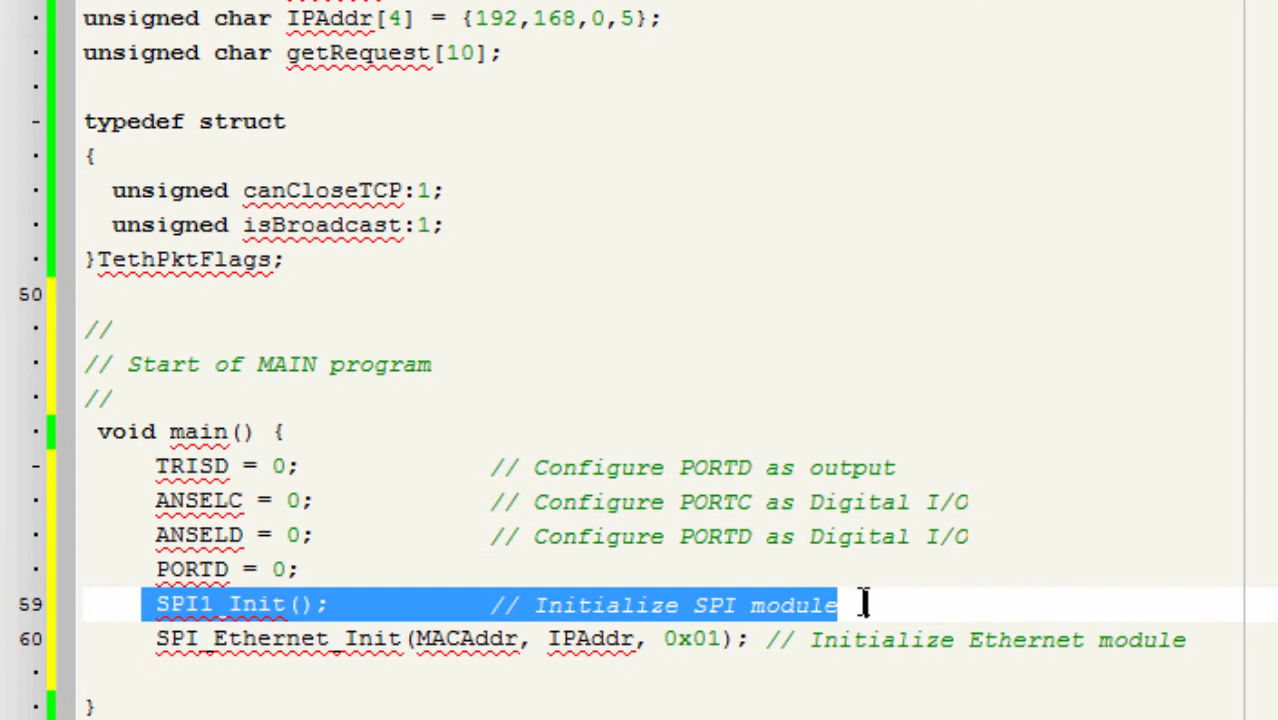 unsigned char IPAddr[4] = {192,168,0,5};
unsigned char getRequest[10];
typedef struct
{
unsigned canCloseTCP:1;
unsigned isBroadcast:1;
}TethPktFlags;
50
//
// Start of MAIN program
//
void main() {
TRISD = 0; // Configure PORTD as output
ANSELC = 0; // Configure PORTC as Digital I/O
ANSELD = 0; // Configure PORTD as Digital I/O
PORTD = 0;
59 SPI1_Init(); // Initialize SPI module
60 SPI_Ethernet_Init(MACAddr, IPAddr, 0x01); // Initialize Ethernet module
}